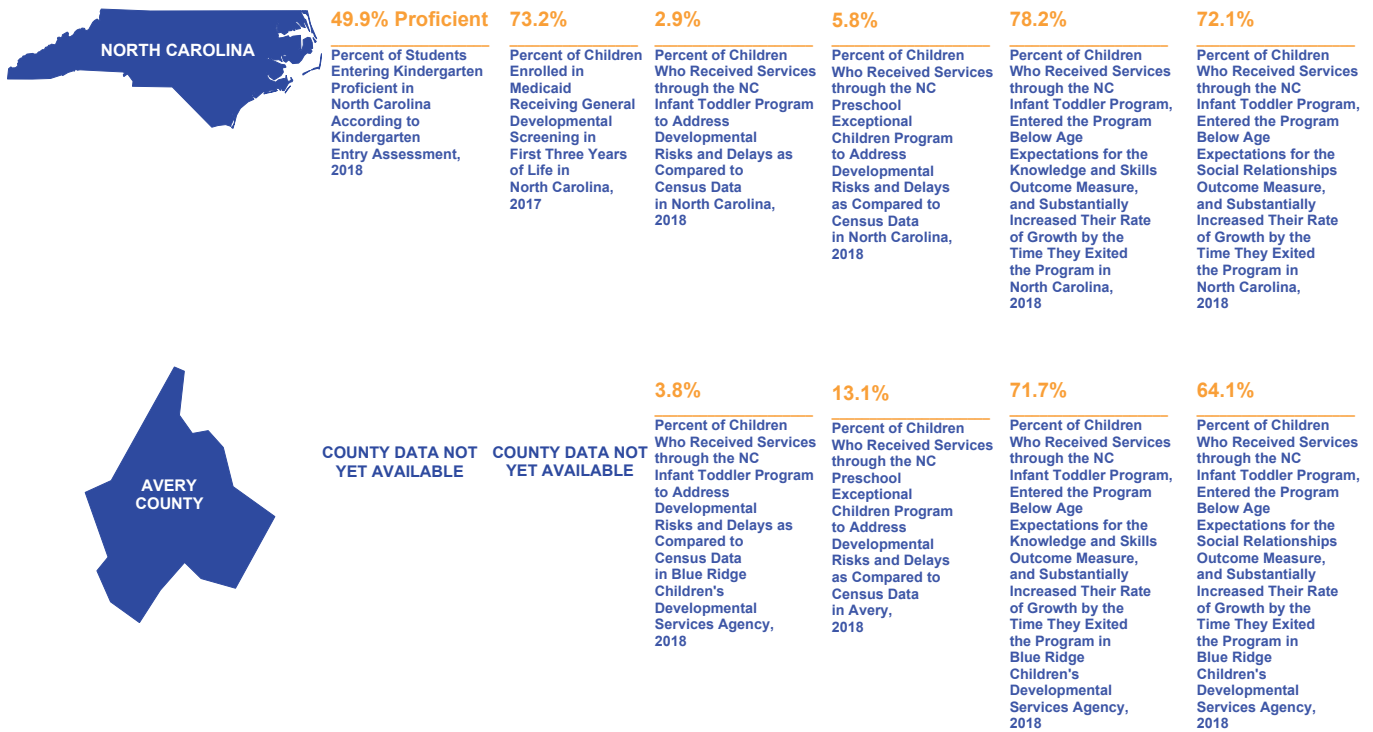 NORTH CAROLINA
49.9% Proficient
Percent of Students
Entering Kindergarten
Proficient in
North Carolina
According to
Kindergarten
Entry Assessment,
2018
73.2%
Percent of Children
Enrolled in
Medicaid
Receiving General
Developmental
Screening in
First Three Years
of Life in
North Carolina,
2017
2.9%
Percent of Children
Who Received Services
through the NC
Infant Toddler Program
to Address
Developmental
Risks and Delays as
Compared to
Census Data
in North Carolina,
2018
5.8%
Percent of Children
Who Received Services
through the NC
Preschool
Exceptional
Children Program
to Address
Developmental
Risks and Delays
as Compared to
Census Data
in North Carolina,
2018
78.2%
Percent of Children
Who Received Services
through the NC
Infant Toddler Program,
Entered the Program
Below Age
Expectations for the
Knowledge and Skills
Outcome Measure,
and Substantially
Increased Their Rate
of Growth by the
Time They Exited
the Program in
North Carolina,
2018
72.1%
Percent of Children
Who Received Services
through the NC
Infant Toddler Program,
Entered the Program
Below Age
Expectations for the
Social Relationships
Outcome Measure,
and Substantially
Increased Their Rate
of Growth by the
Time They Exited
the Program in
North Carolina,
2018
AVERY
COUNTY
COUNTY DATA NOT
YET AVAILABLE
COUNTY DATA NOT
YET AVAILABLE
3.8%
Percent of Children
Who Received Services
through the NC
Infant Toddler Program
to Address
Developmental
Risks and Delays as
Compared to
Census Data
in Blue Ridge
Children's
Developmental
Services Agency,
2018
13.1%
Percent of Children
Who Received Services
through the NC
Preschool
Exceptional
Children Program
to Address
Developmental
Risks and Delays
as Compared to
Census Data
in Avery,
2018
71.7%
Percent of Children
Who Received Services
through the NC
Infant Toddler Program,
Entered the Program
Below Age
Expectations for the
Knowledge and Skills
Outcome Measure,
and Substantially
Increased Their Rate
of Growth by the
Time They Exited
the Program in
Blue Ridge
Children's
Developmental
Services Agency,
2018
64.1%
Percent of Children
Who Received Services
through the NC
Infant Toddler Program,
Entered the Program
Below Age
Expectations for the
Social Relationships
Outcome Measure,
and Substantially
Increased Their Rate
of Growth by the
Time They Exited
the Program in
Blue Ridge
Children's
Developmental
Services Agency,
2018